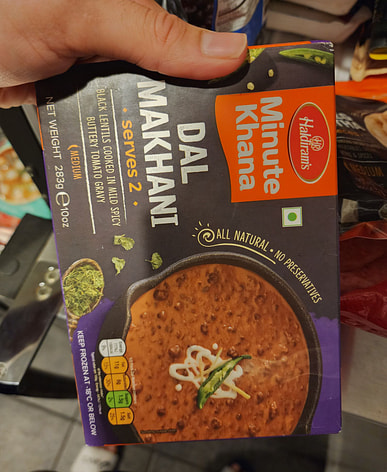 Haldiram's
Minute
Khana
DAL
MAKHANI
• serves 2 •
BLACK LENTILS COOKED IN MILD SPICY
BUTTERY TOMATO GRAVY
MEDIUM
NET WEIGHT 283g ℮ 10oz
ALL NATURAL • NO PRESERVATIVES
KEEP FROZEN AT -18°C OR BELOW